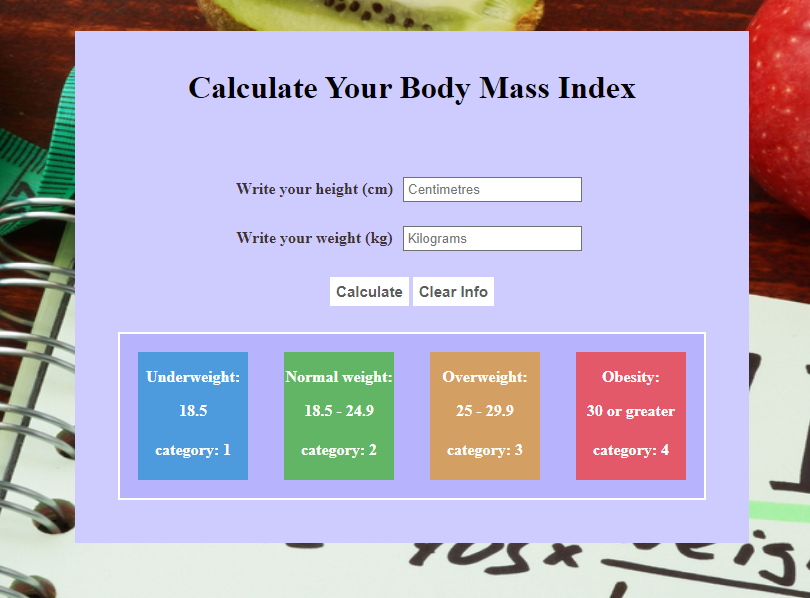 Calculate Your Body Mass Index
Write your height (cm) Centimetres
Write your weight (kg) Kilograms
Calculate Clear Info
Underweight: Normal weight: Overweight: Obesity:
18.5 18.5 - 24.9 25 - 29.9 30 or greater
category: 1 category: 2 category: 3 category: 4